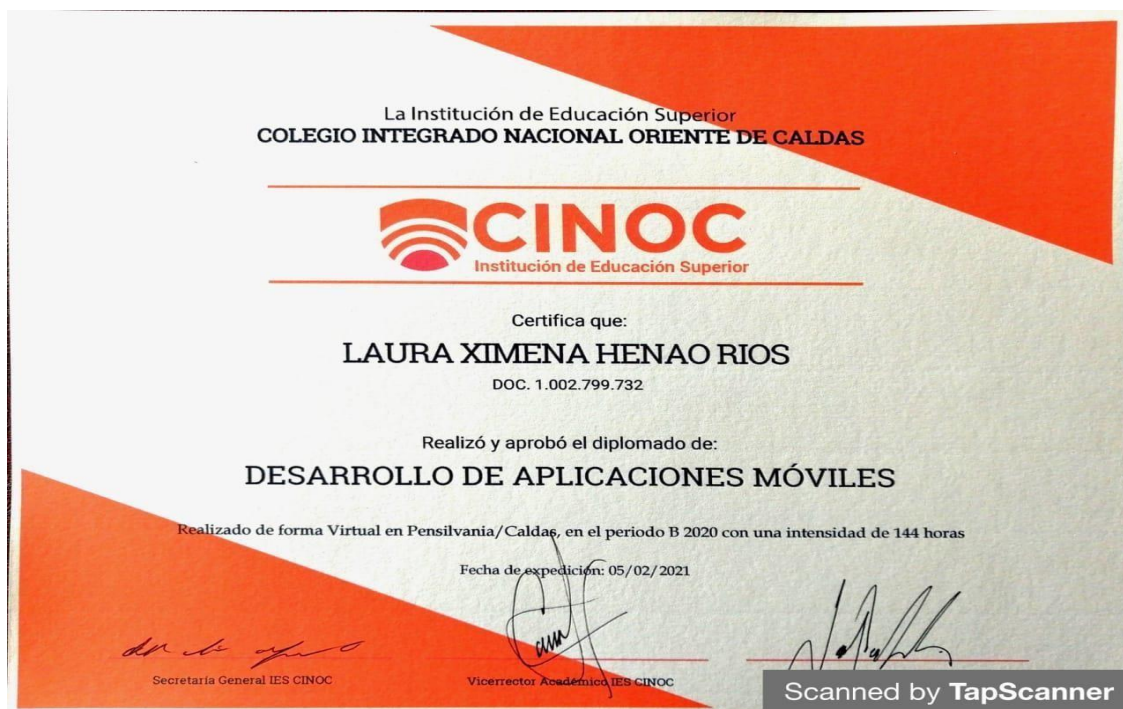 La Institución de Educación Superior
COLEGIO INTEGRADO NACIONAL ORIENTE DE CALDAS
CINOC
Institución de Educación Superior
Certifica que:
LAURA XIMENA HENAO RIOS
DOC. 1.002.799.732
Realizó y aprobó el diplomado de:
DESARROLLO DE APLICACIONES MÓVILES
Realizado de forma Virtual en Pensilvania/Caldas, en el periodo B 2020 con una intensidad de 144 horas
Fecha de expedición: 05/02/2021
Secretaria General IES CINOC
Vicerrector Académico IES CINOC
Scanned by TapScanner